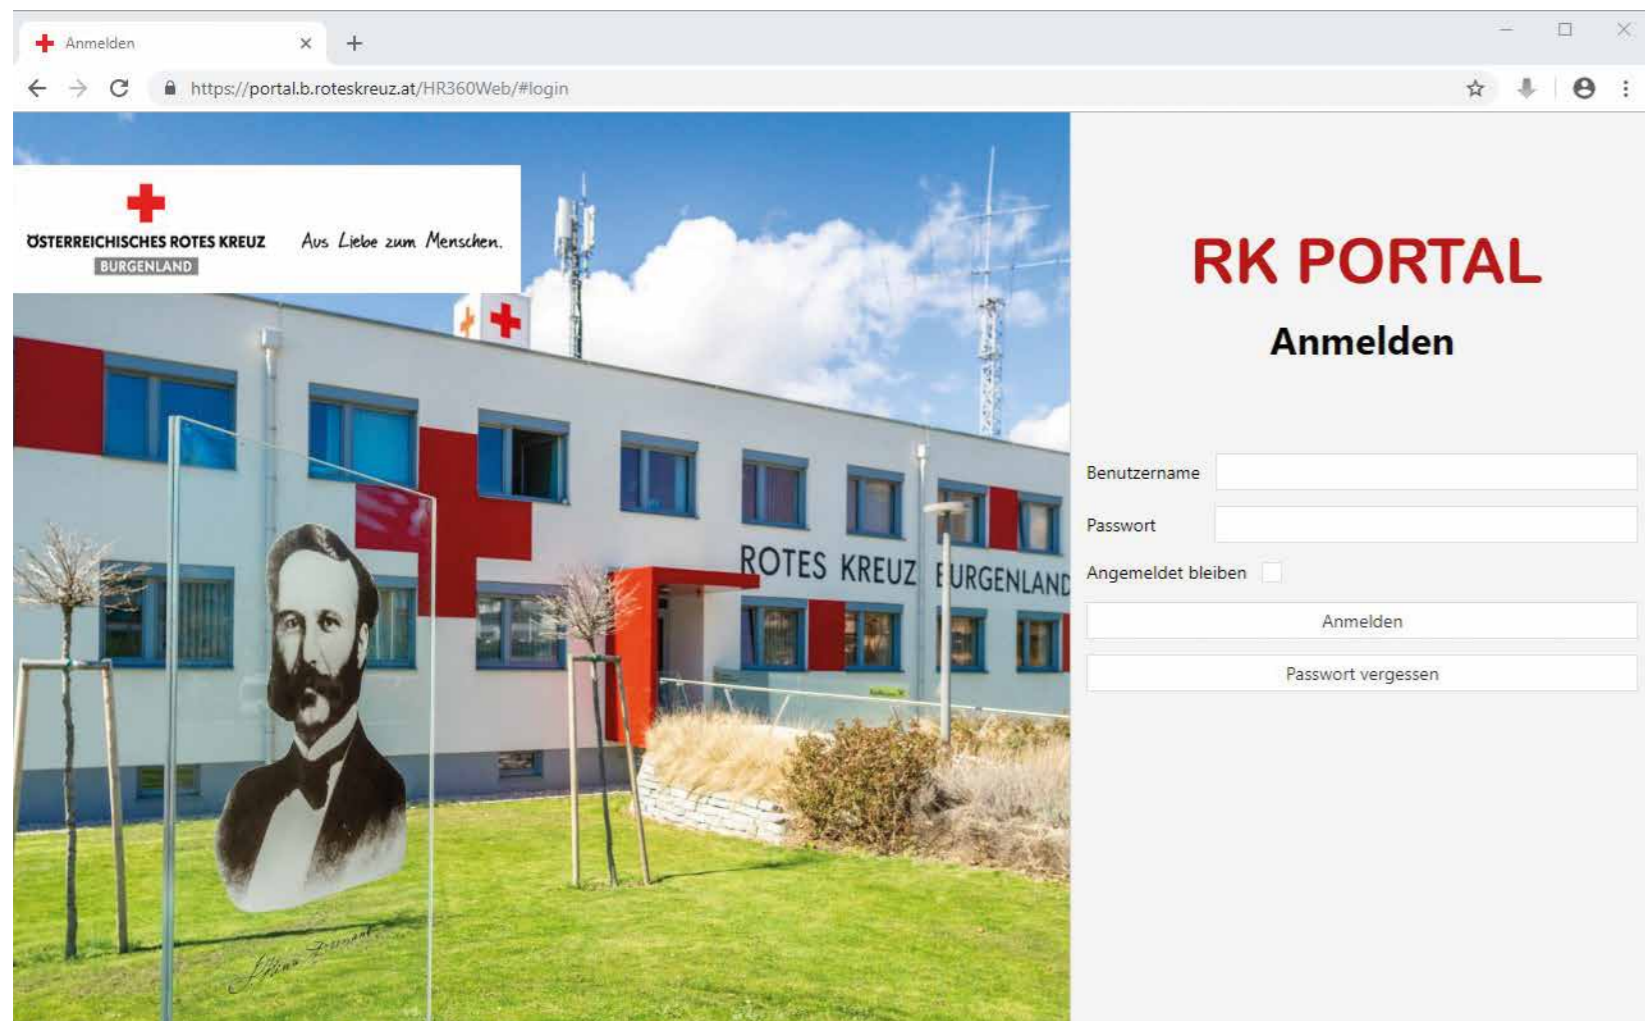 Anmelden
https://portal.b.roteskreuz.at/HR360Web/#login
ÖSTERREICHISCHES ROTES KREUZ
BURGENLAND
Aus Liebe zum Menschen.
ROTES KREUZ BURGENLAND
RK PORTAL
Anmelden
Benutzername
Passwort
Angemeldet bleiben
Anmelden
Passwort vergessen